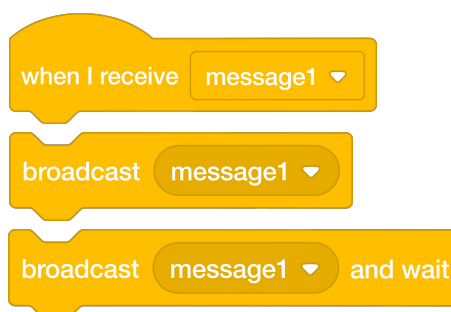 when I receive message1
broadcast message1
broadcast message1 and wait